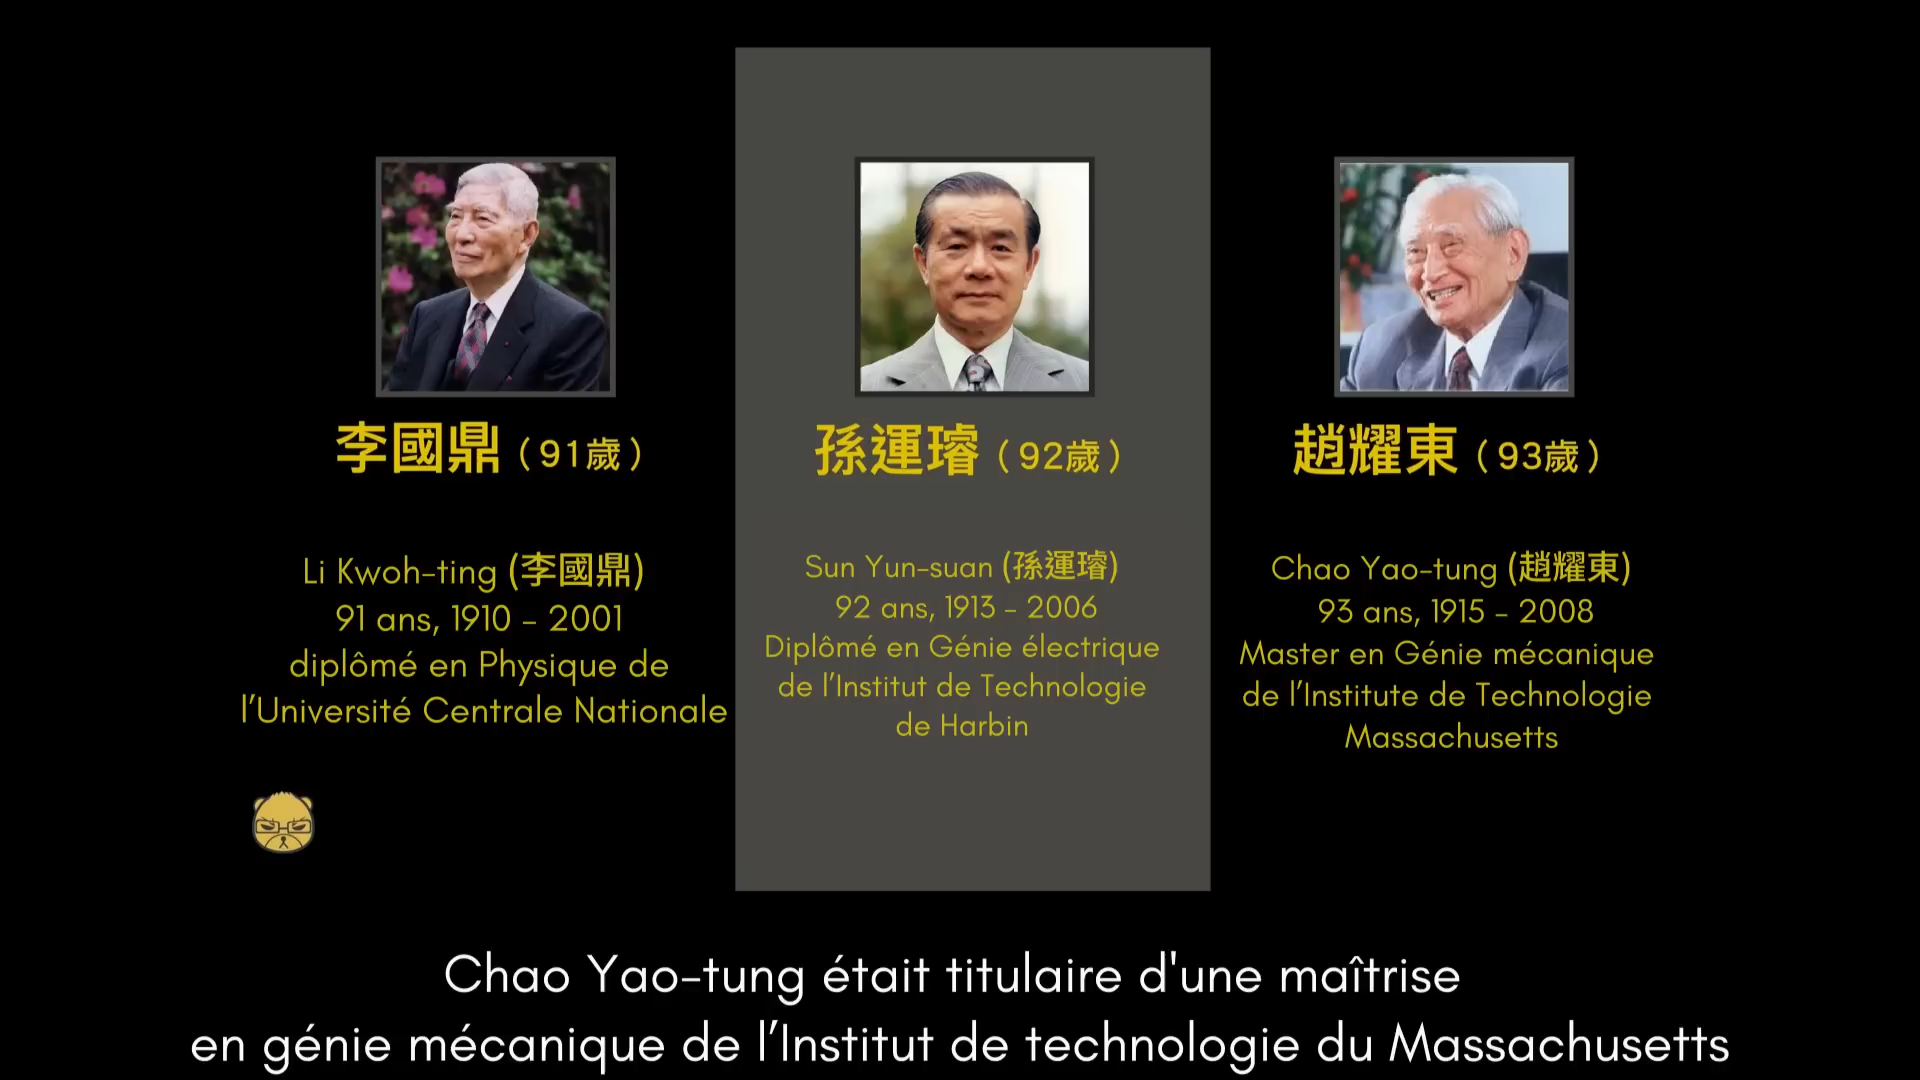 李國鼎（91歲）
Li Kwoh-ting (李國鼎)
91 ans, 1910 - 2001
diplômé en Physique de
l’Université Centrale Nationale
孫運璿（92歲）
Sun Yun-suan (孫運璿)
92 ans, 1913 - 2006
Diplômé en Génie électrique
de l’Institut de Technologie
de Harbin
趙耀東（93歲）
Chao Yao-tung (趙耀東)
93 ans, 1915 - 2008
Master en Génie mécanique
de l’Institute de Technologie
Massachusetts
Chao Yao-tung était titulaire d'une maîtrise
en génie mécanique de l’Institut de technologie du Massachusetts